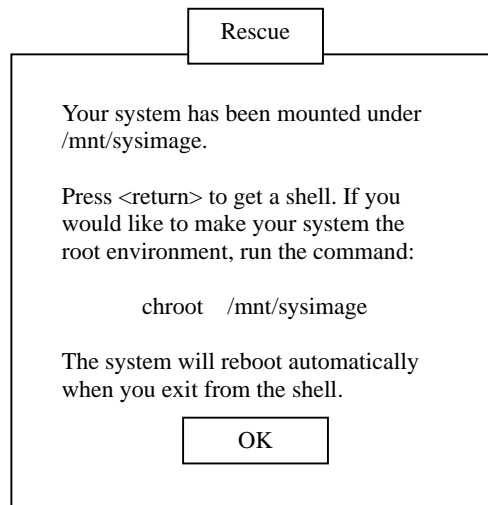 Rescue
Your system has been mounted under
/mnt/sysimage.
Press <return> to get a shell. If you
would like to make your system the
root environment, run the command:
chroot /mnt/sysimage
The system will reboot automatically
when you exit from the shell.
OK